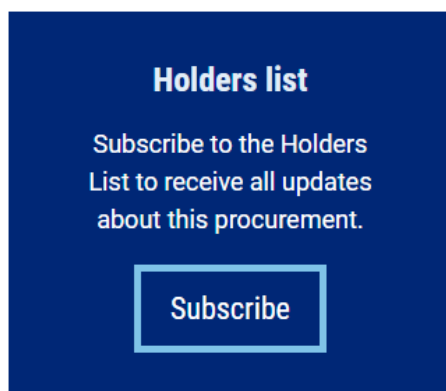 Holders list
Subscribe to the Holders
List to receive all updates
about this procurement.
Subscribe